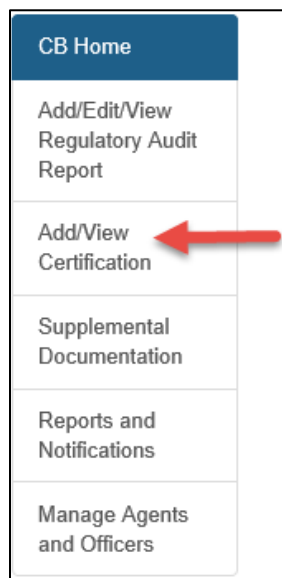 CB Home
Add/Edit/View
Regulatory Audit
Report
Add/View
Certification
Supplemental
Documentation
Reports and
Notifications
Manage Agents
and Officers